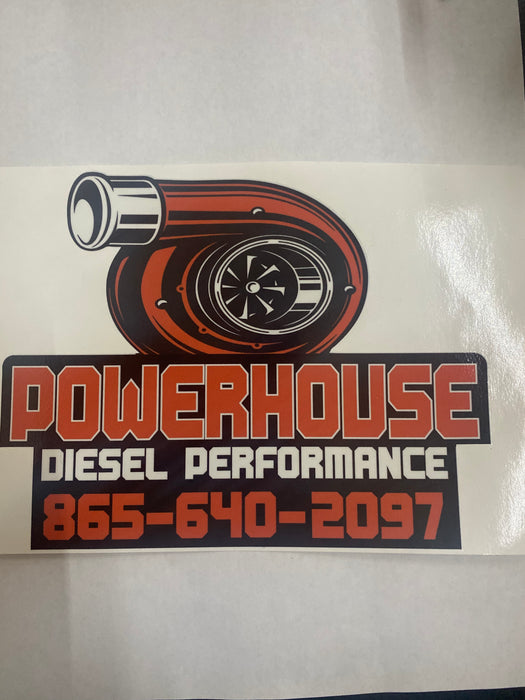 POWERHOUSE
DIESEL PERFORMANCE
865-640-2097